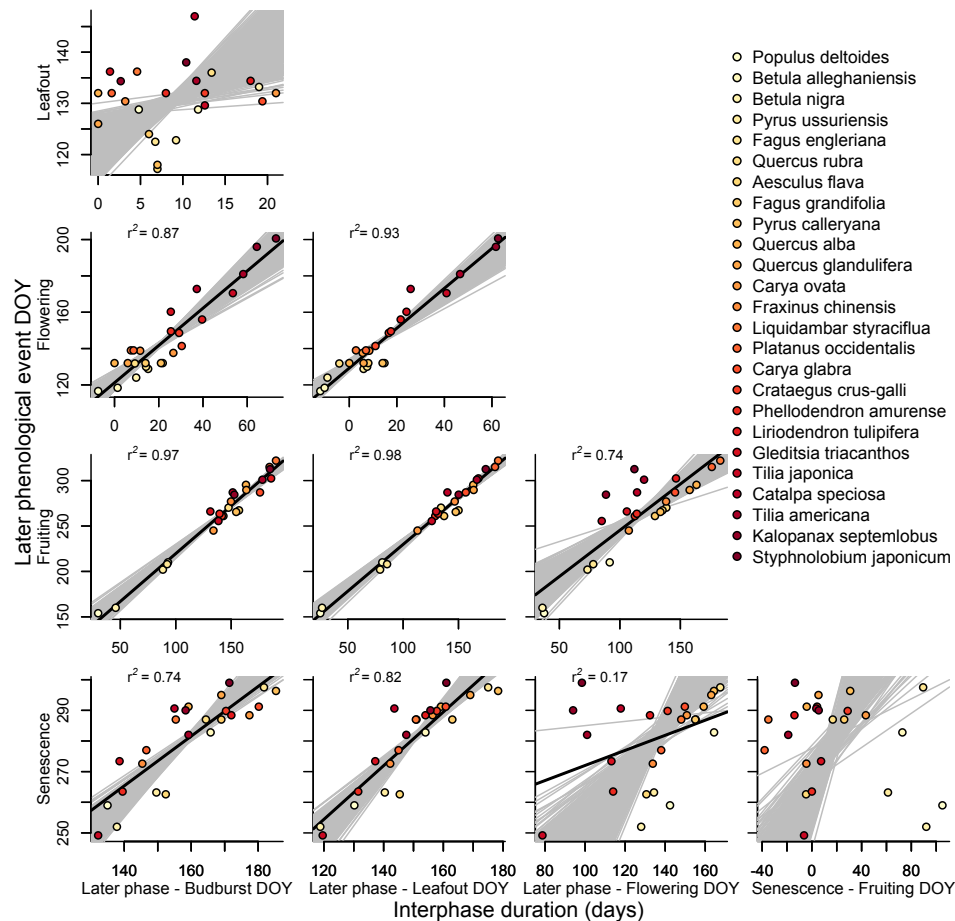 Leafout
120 130 140
0 5 10 15 20
Populus deltoides
Betula alleghaniensis
Betula nigra
Pyrus ussuriensis
Fagus engleriana
Quercus rubra
Aesculus flava
Fagus grandifolia
Pyrus calleryana
Quercus alba
Quercus glandulifera
Carya ovata
Fraxinus chinensis
Liquidambar styraciflua
Platanus occidentalis
Carya glabra
Crataegus crus-galli
Phellodendron amurense
Liriodendron tulipifera
Gleditsia triacanthos
Tilia japonica
Catalpa speciosa
Tilia americana
Kalopanax septemlobus
Styphnolobium japonicum
Later phenological event DOY
Flowering
120 160 200
r2 = 0.87
r2 = 0.93
0 20 40 60
0 20 40 60
Fruiting
150 200 250 300
r2 = 0.97
r2 = 0.98
r2 = 0.74
50 100 150
50 100 150
50 100 150
Senescence
250 270 290
r2 = 0.74
r2 = 0.82
r2 = 0.17
140 160 180
120 140 160 180
80 100 120 140 160
-40 0 20 40 60 80
Later phase - Budburst DOY
Later phase - Leafout DOY
Later phase - Flowering DOY
Senescence - Fruiting DOY
Interphase duration (days)